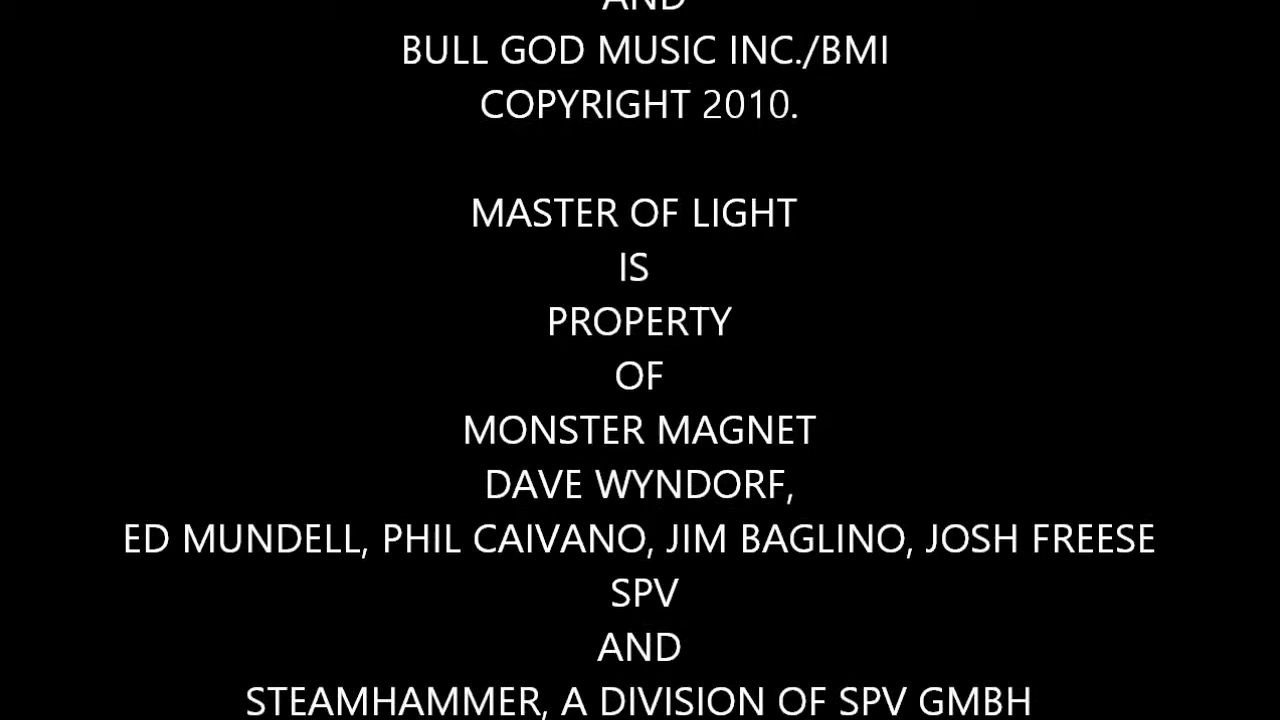 AND
BULL GOD MUSIC INC./BMI
COPYRIGHT 2010.
MASTER OF LIGHT
IS
PROPERTY
OF
MONSTER MAGNET
DAVE WYNDORF,
ED MUNDELL, PHIL CAIVANO, JIM BAGLINO, JOSH FREESE
SPV
AND
STEAMHAMMER, A DIVISION OF SPV GMBH